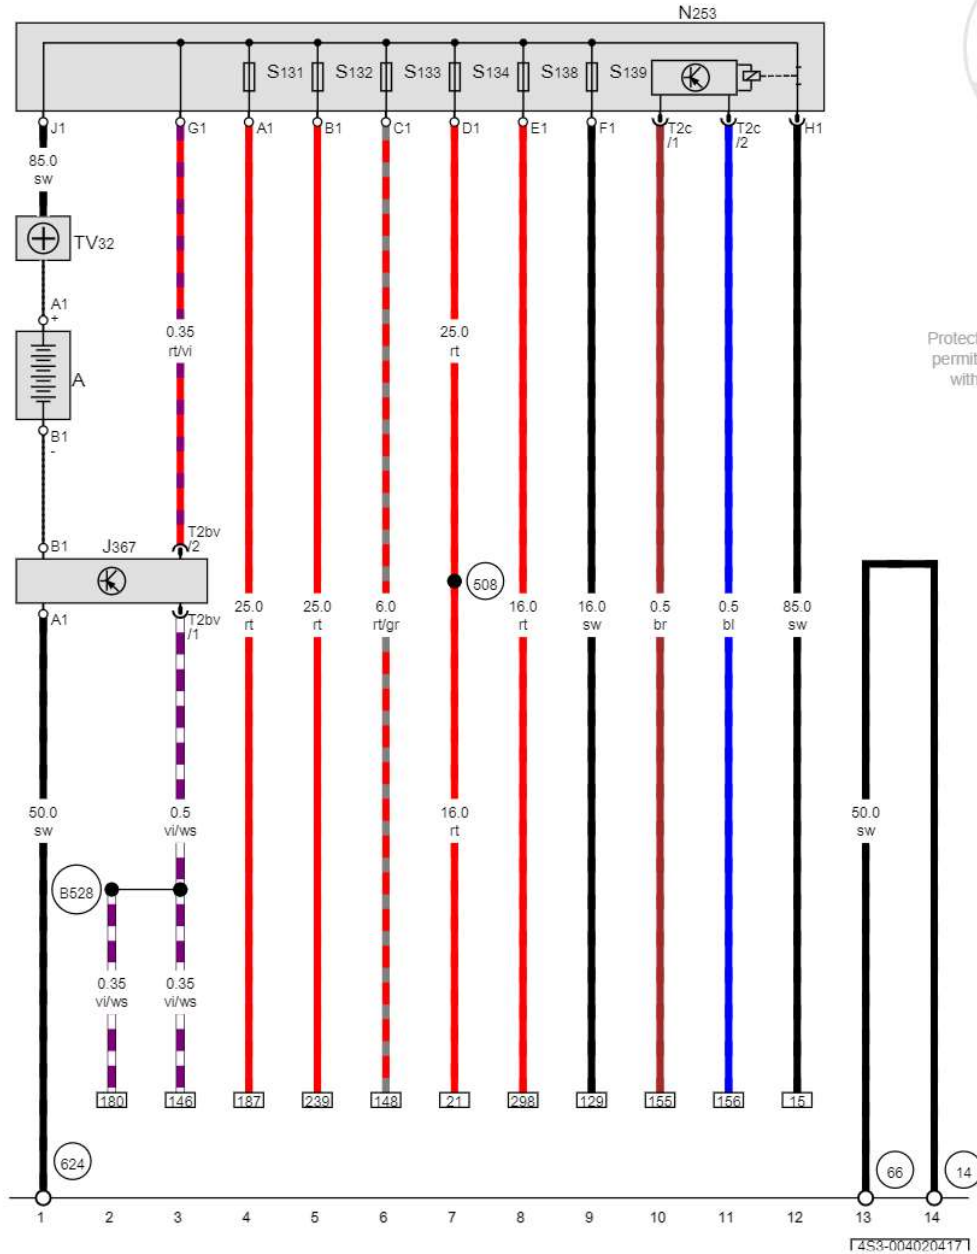 N253
S131 S132 S133 S134 S138 S139
J1 G1 A1 B1 C1 D1 E1 F1 T2c/1 T2c/2 H1
85.0
sw
TV32
A1
+
0.35
rt/vi
25.0
rt
Protect
permit
with
A
B1
-
B1 J367 T2bv/2
508
A1 T2bv/1
25.0 25.0 6.0 16.0 16.0 0.5 0.5 85.0
rt rt rt/gr rt sw br bl sw
50.0 0.5 16.0 50.0
sw vi/ws rt sw
B528
0.35 0.35
vi/ws vi/ws
180 146 187 239 148 21 298 129 155 156 15
624 66 14
1 2 3 4 5 6 7 8 9 10 11 12 13 14
4S3-004020417